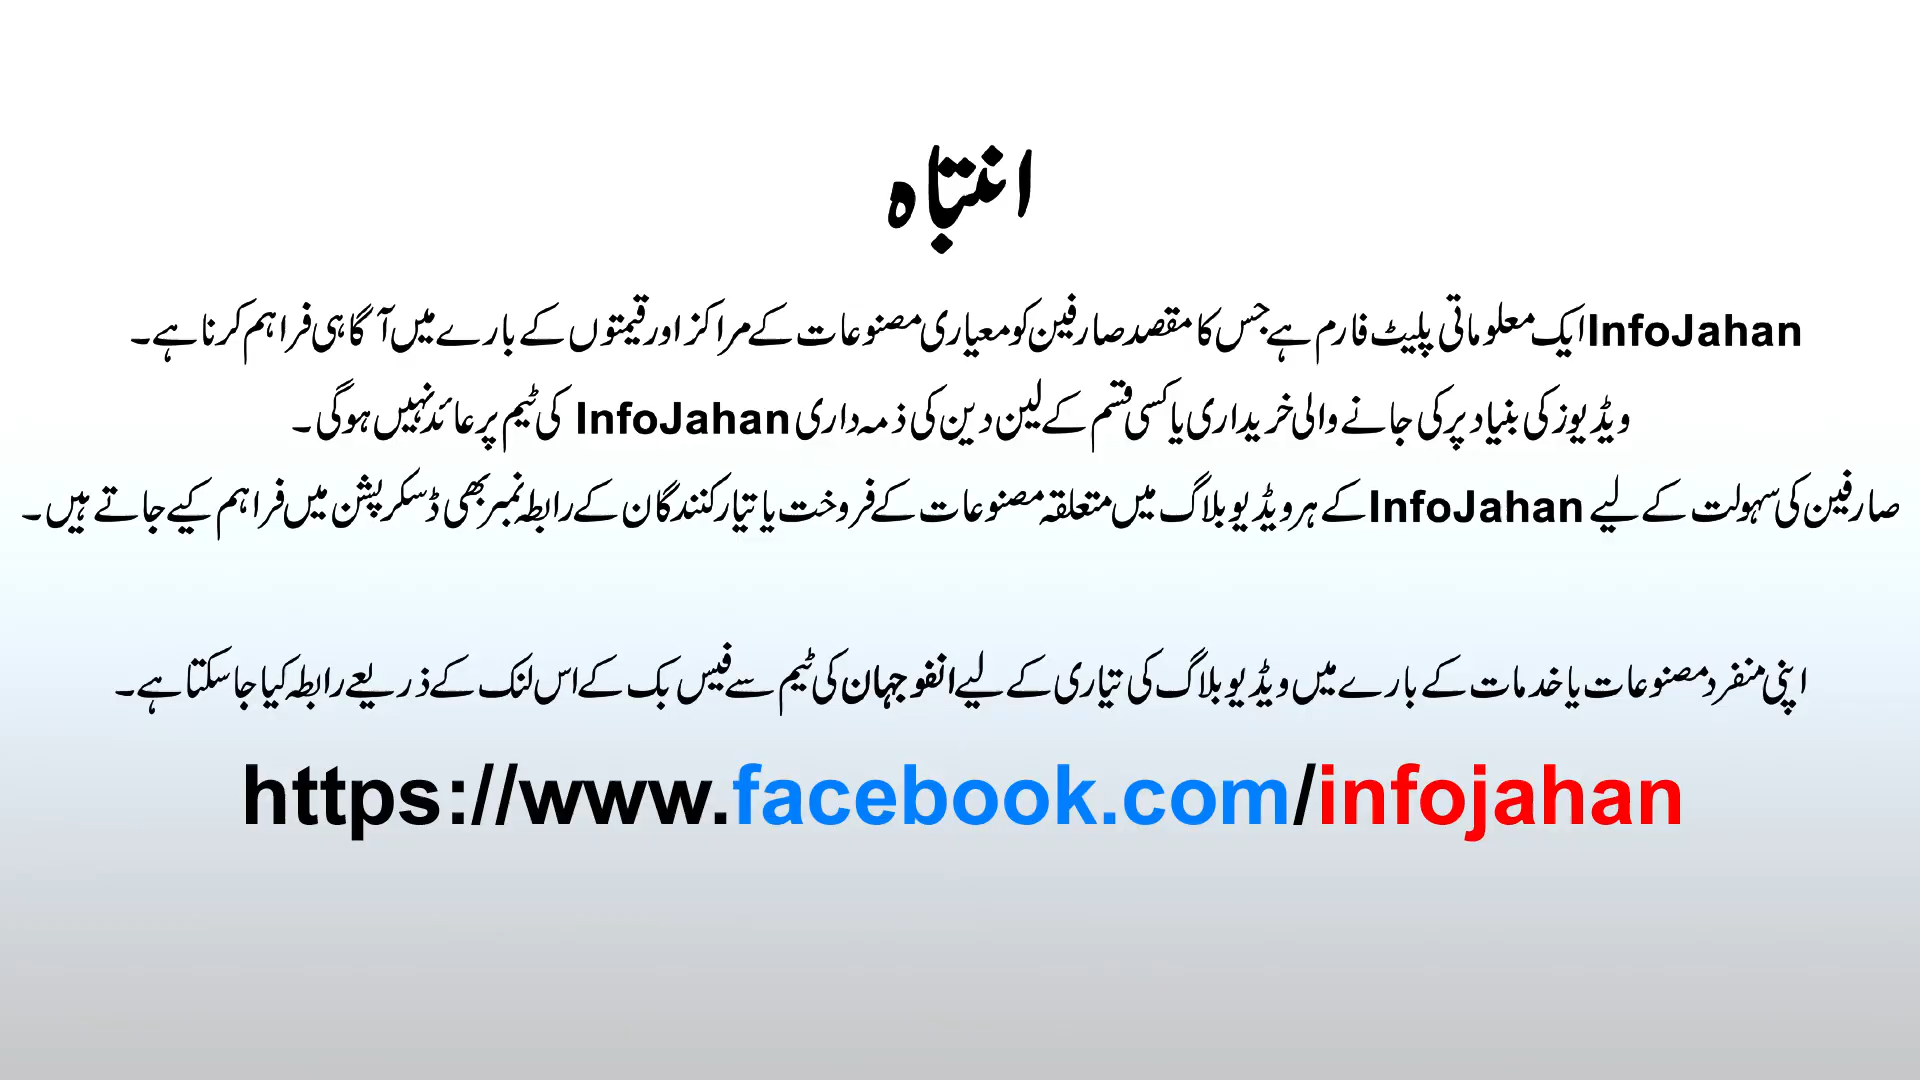 انتباہ
InfoJahan ایک معلوماتی پلیٹ فارم ہے جس کا مقصد صارفین کو معیاری مصنوعات کے مراکز اور قیمتوں کے بارے میں آگاہی فراہم کرنا ہے۔
ویڈیوز کی بنیاد پر کی جانے والی خریداری یا کسی قسم کے لین دین کی ذمہ داری InfoJahan کی ٹیم پر عائد نہیں ہوگی۔
صارفین کی سہولت کے لیے InfoJahan کے ہر ویڈیو بلاگ میں متعلقہ مصنوعات کے فروخت یا تیار کنندگان کے رابطہ نمبر بھی ڈسکرپشن میں فراہم کیے جاتے ہیں۔
اپنی منفرد مصنوعات یا خدمات کے بارے میں ویڈیو بلاگ کی تیاری کے لیے انفو جہان کی ٹیم سے فیس بک کے اس لنک کے ذریعے رابطہ کیا جا سکتا ہے۔
https://www.facebook.com/infojahan